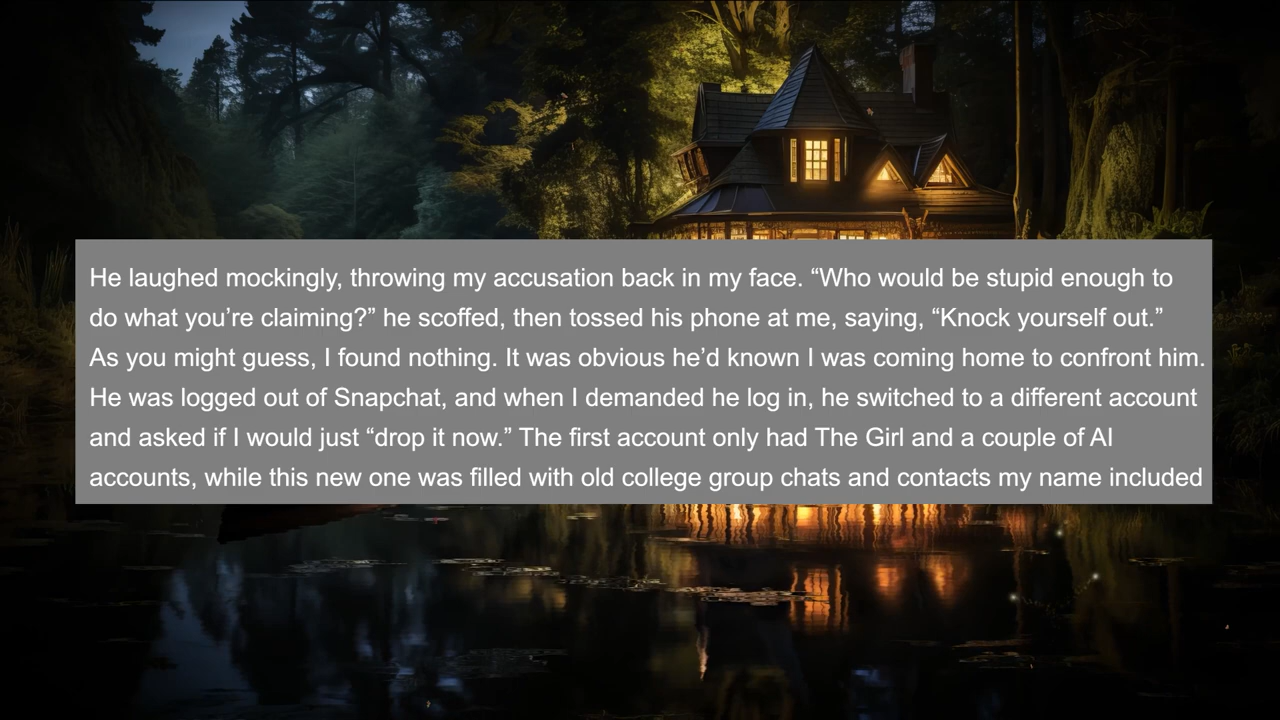 He laughed mockingly, throwing my accusation back in my face. “Who would be stupid enough to
do what you’re claiming?” he scoffed, then tossed his phone at me, saying, “Knock yourself out.”
As you might guess, I found nothing. It was obvious he’d known I was coming home to confront him.
He was logged out of Snapchat, and when I demanded he log in, he switched to a different account
and asked if I would just “drop it now.” The first account only had The Girl and a couple of AI
accounts, while this new one was filled with old college group chats and contacts my name included